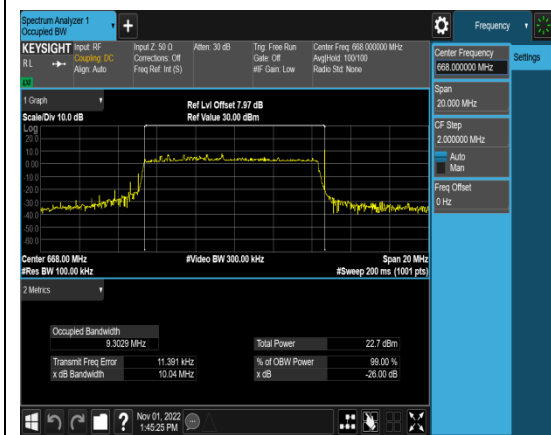 Spectrum Analyzer 1
Occupied BW
+
Frequency
KEYSIGHT
RL
Input: RF
Coupling: DC
Align: Auto
Input Z: 50 Ω
Corrections: Off
Freq Ref: Int (S)
Atten: 30 dB
Trig: Free Run
Gate: Off
#IF Gain: Low
Center Freq: 668.000000 MHz
Avg|Hold: 100/100
Radio Std: None
Center Frequency
668.000000 MHz
Settings
Span
20.000 MHz
CF Step
2.000000 MHz
Auto
Man
Freq Offset
0 Hz
1 Graph
Scale/Div 10.0 dB
Ref Lvl Offset 7.97 dB
Ref Value 30.00 dBm
Log
20.0
10.0
0.00
-10.0
-20.0
-30.0
-40.0
-50.0
-60.0
Center 668.00 MHz
#Res BW 100.00 kHz
#Video BW 300.00 kHz
Span 20 MHz
#Sweep 200 ms (1001 pts)
2 Metrics
Occupied Bandwidth
9.3029 MHz
Total Power 22.7 dBm
Transmit Freq Error 11.391 kHz
% of OBW Power 99.00 %
x dB Bandwidth 10.04 MHz
x dB -26.00 dB
?
Nov 01, 2022
1:45:25 PM